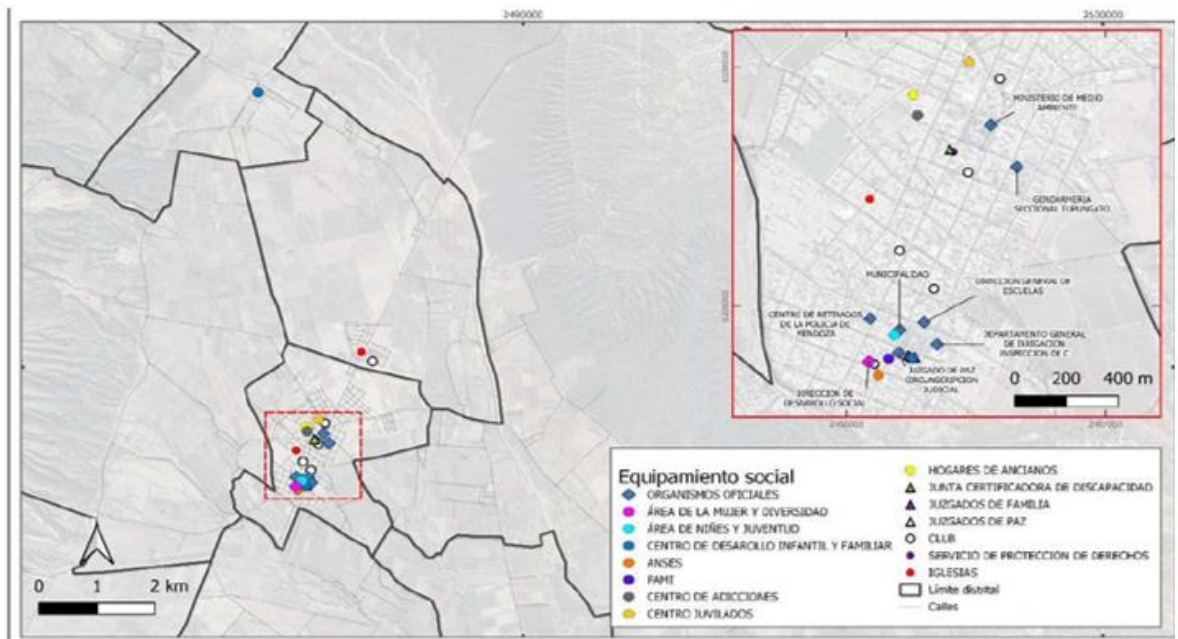 2490000
2500000
MINISTERIO DE MEDIO
AMBIENTE
GENDARMERIA
SECCIONAL TUPUNGATO
MUNICIPALIDAD
DIRECCION GENERAL DE
ESCUELAS
CENTRO DE RETIRADOS
DE LA POLICIA DE
MENDOZA
DEPARTAMENTO GENERAL
DE IRRIGACION
INSPECCION DE C
JUZGADO DE PAZ
CIRCUNSCRIPCION
JUDICIAL
DIRECCION DE
DESARROLLO SOCIAL
0 200 400 m
Equipamiento social
ORGANISMOS OFICIALES
ÁREA DE LA MUJER Y DIVERSIDAD
ÁREA DE NIÑES Y JUVENTUD
CENTRO DE DESAROLLO INFANTIL Y FAMILIAR
ANSES
PAMI
CENTRO DE ADICCIONES
CENTRO JUVILADOS
HOGARES DE ANCIANOS
JUNTA CERTIFICADORA DE DISCAPACIDAD
JUZGADOS DE FAMILIA
JUZGADOS DE PAZ
CLUB
SERVICIO DE PROTECCION DE DERECHOS
IGLESIAS
Límite distrital
Calles
0 1 2 km